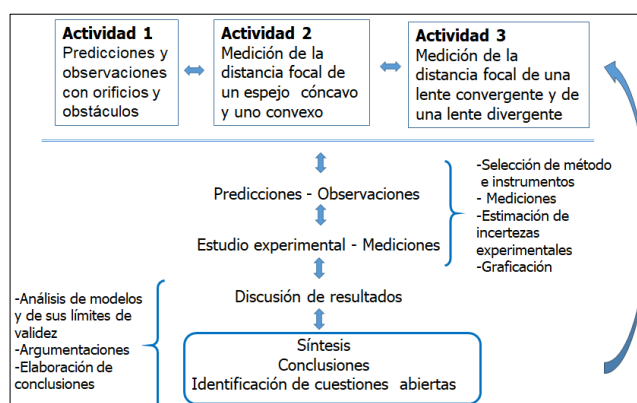 Actividad 1
Predicciones y
observaciones
con orificios y
obstáculos
Actividad 2
Medición de la
distancia focal de
un espejo cóncavo
y uno convexo
Actividad 3
Medición de la
distancia focal de una
lente convergente y de
una lente divergente
Predicciones - Observaciones
Estudio experimental - Mediciones
-Selección de método
e instrumentos
- Mediciones
-Estimación de
incertezas
experimentales
-Graficación
Discusión de resultados
-Análisis de modelos
y de sus límites de
validez
-Argumentaciones
-Elaboración de
conclusiones
Síntesis
Conclusiones
Identificación de cuestiones abiertas